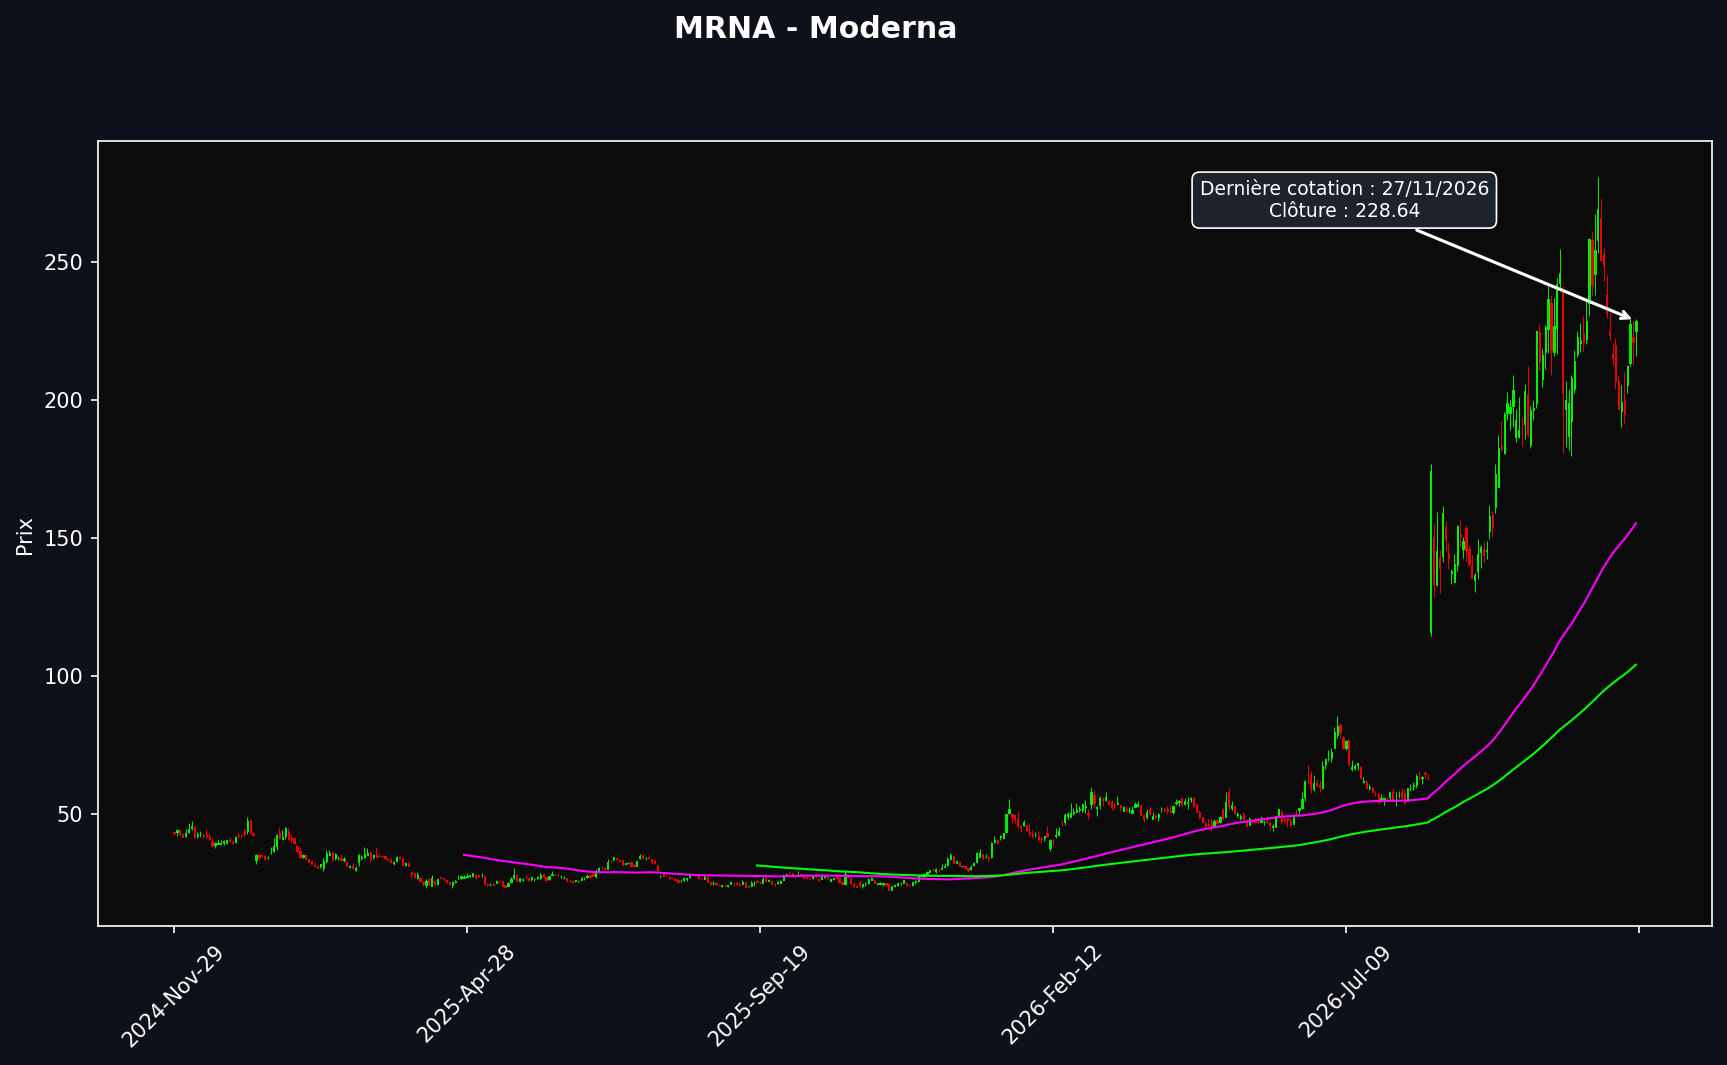 MRNA - Moderna
Dernière cotation : 27/11/2026
Clôture : 228.64
250
200
150
100
50
Prix
2024-Nov-29
2025-Apr-28
2025-Sep-19
2026-Feb-12
2026-Jul-09